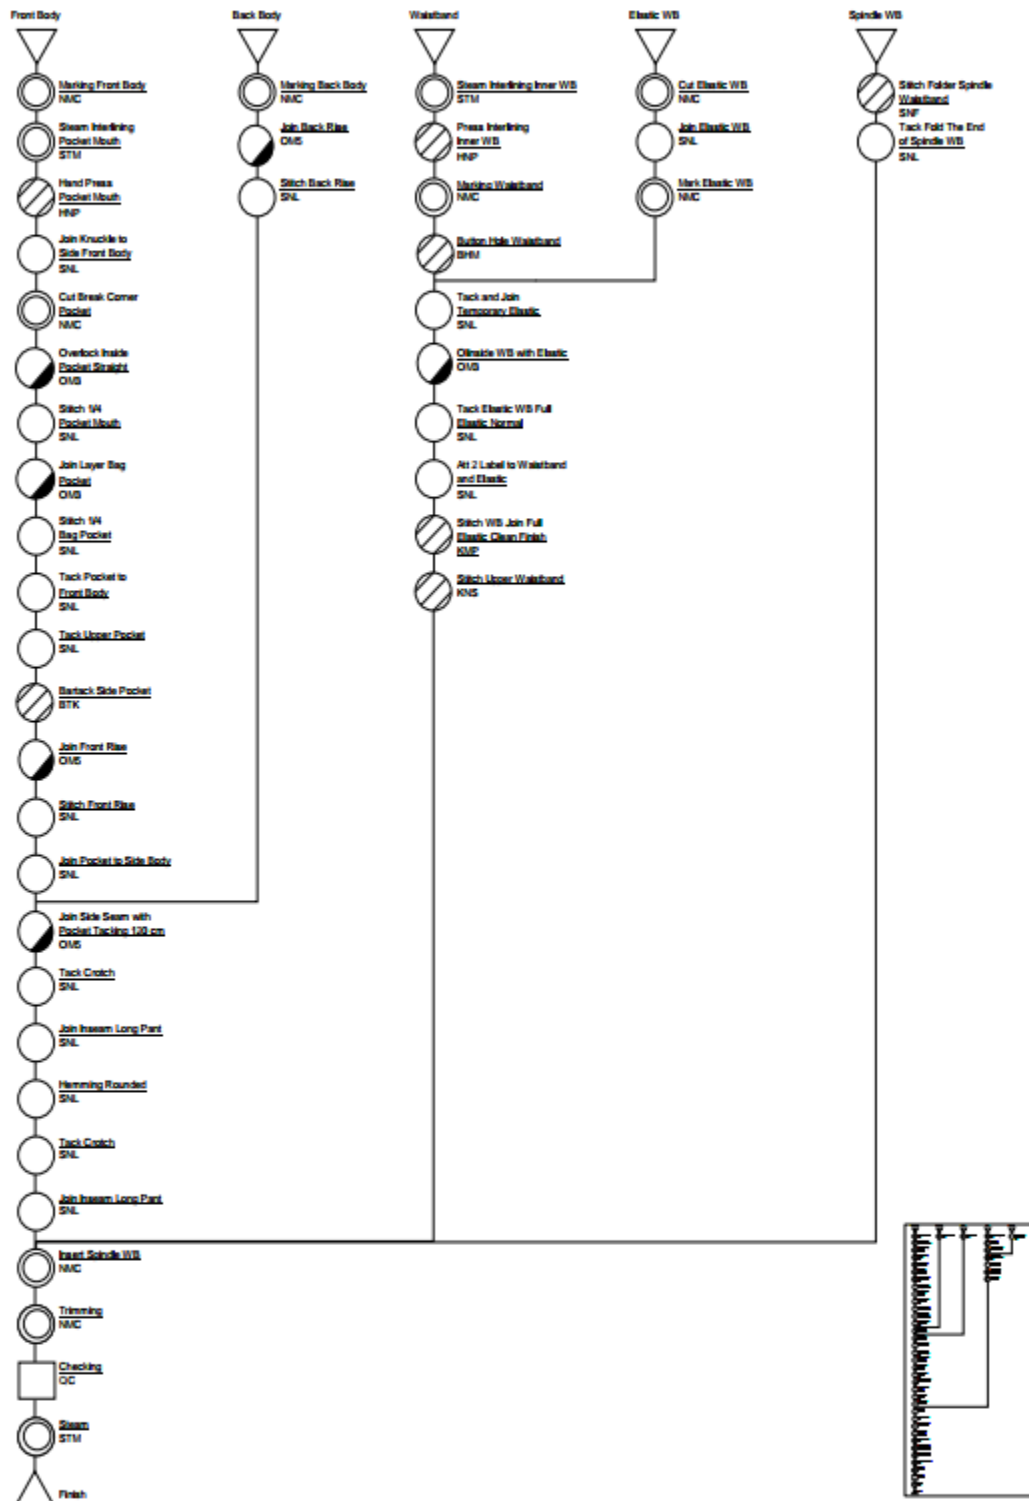 Front Body
Back Body
Waistband
Elastic WB
Spindle WB
Marking Front Body
NMC
Steam Interlining
Pocket Mouth
STM
Hand Press
Pocket Mouth
HNP
Join Knuckle to
Side Front Body
SNL
Cut Break Corner
Pocket
NMC
Overlock Inside
Pocket Straight
OM3
Stitch 1/4
Pocket Mouth
SNL
Join Layer Bag
Pocket
OM3
Stitch 1/4
Bag Pocket
SNL
Tack Pocket to
Front Body
SNL
Tack Upper Pocket
SNL
Bartack Side Pocket
BTK
Join Front Rise
OM5
Stitch Front Rise
SNL
Join Pocket to Side Body
SNL
Join Side Seam with
Pocket Tacking 120 cm
OM5
Tack Crotch
SNL
Join Inseam Long Pant
SNL
Hemming Rounded
SNL
Tack Crotch
SNL
Join Inseam Long Pant
SNL
Insert Spindle WB
NMC
Trimming
NMC
Checking
QC
Steam
STM
Finish
Marking Back Body
NMC
Join Back Rise
OM5
Stitch Back Rise
SNL
Steam Interlining Inner WB
STM
Press Interlining
Inner WB
HNP
Marking Waistband
NMC
Button Hole Waistband
BHM
Tack and Join
Temporary Elastic
SNL
Olinside WB with Elastic
OM3
Tack Elastic WB Full
Elastic Normal
SNL
Att 2 Label to Waistband
and Elastic
SNL
Stitch WB Join Full
Elastic Clean Finish
KMP
Stitch Upper Waistband
KNS
Cut Elastic WB
NMC
Join Elastic WB
SNL
Mark Elastic WB
NMC
Stitch Folder Spindle
Waistband
SNF
Tack Fold The End
of Spindle WB
SNL